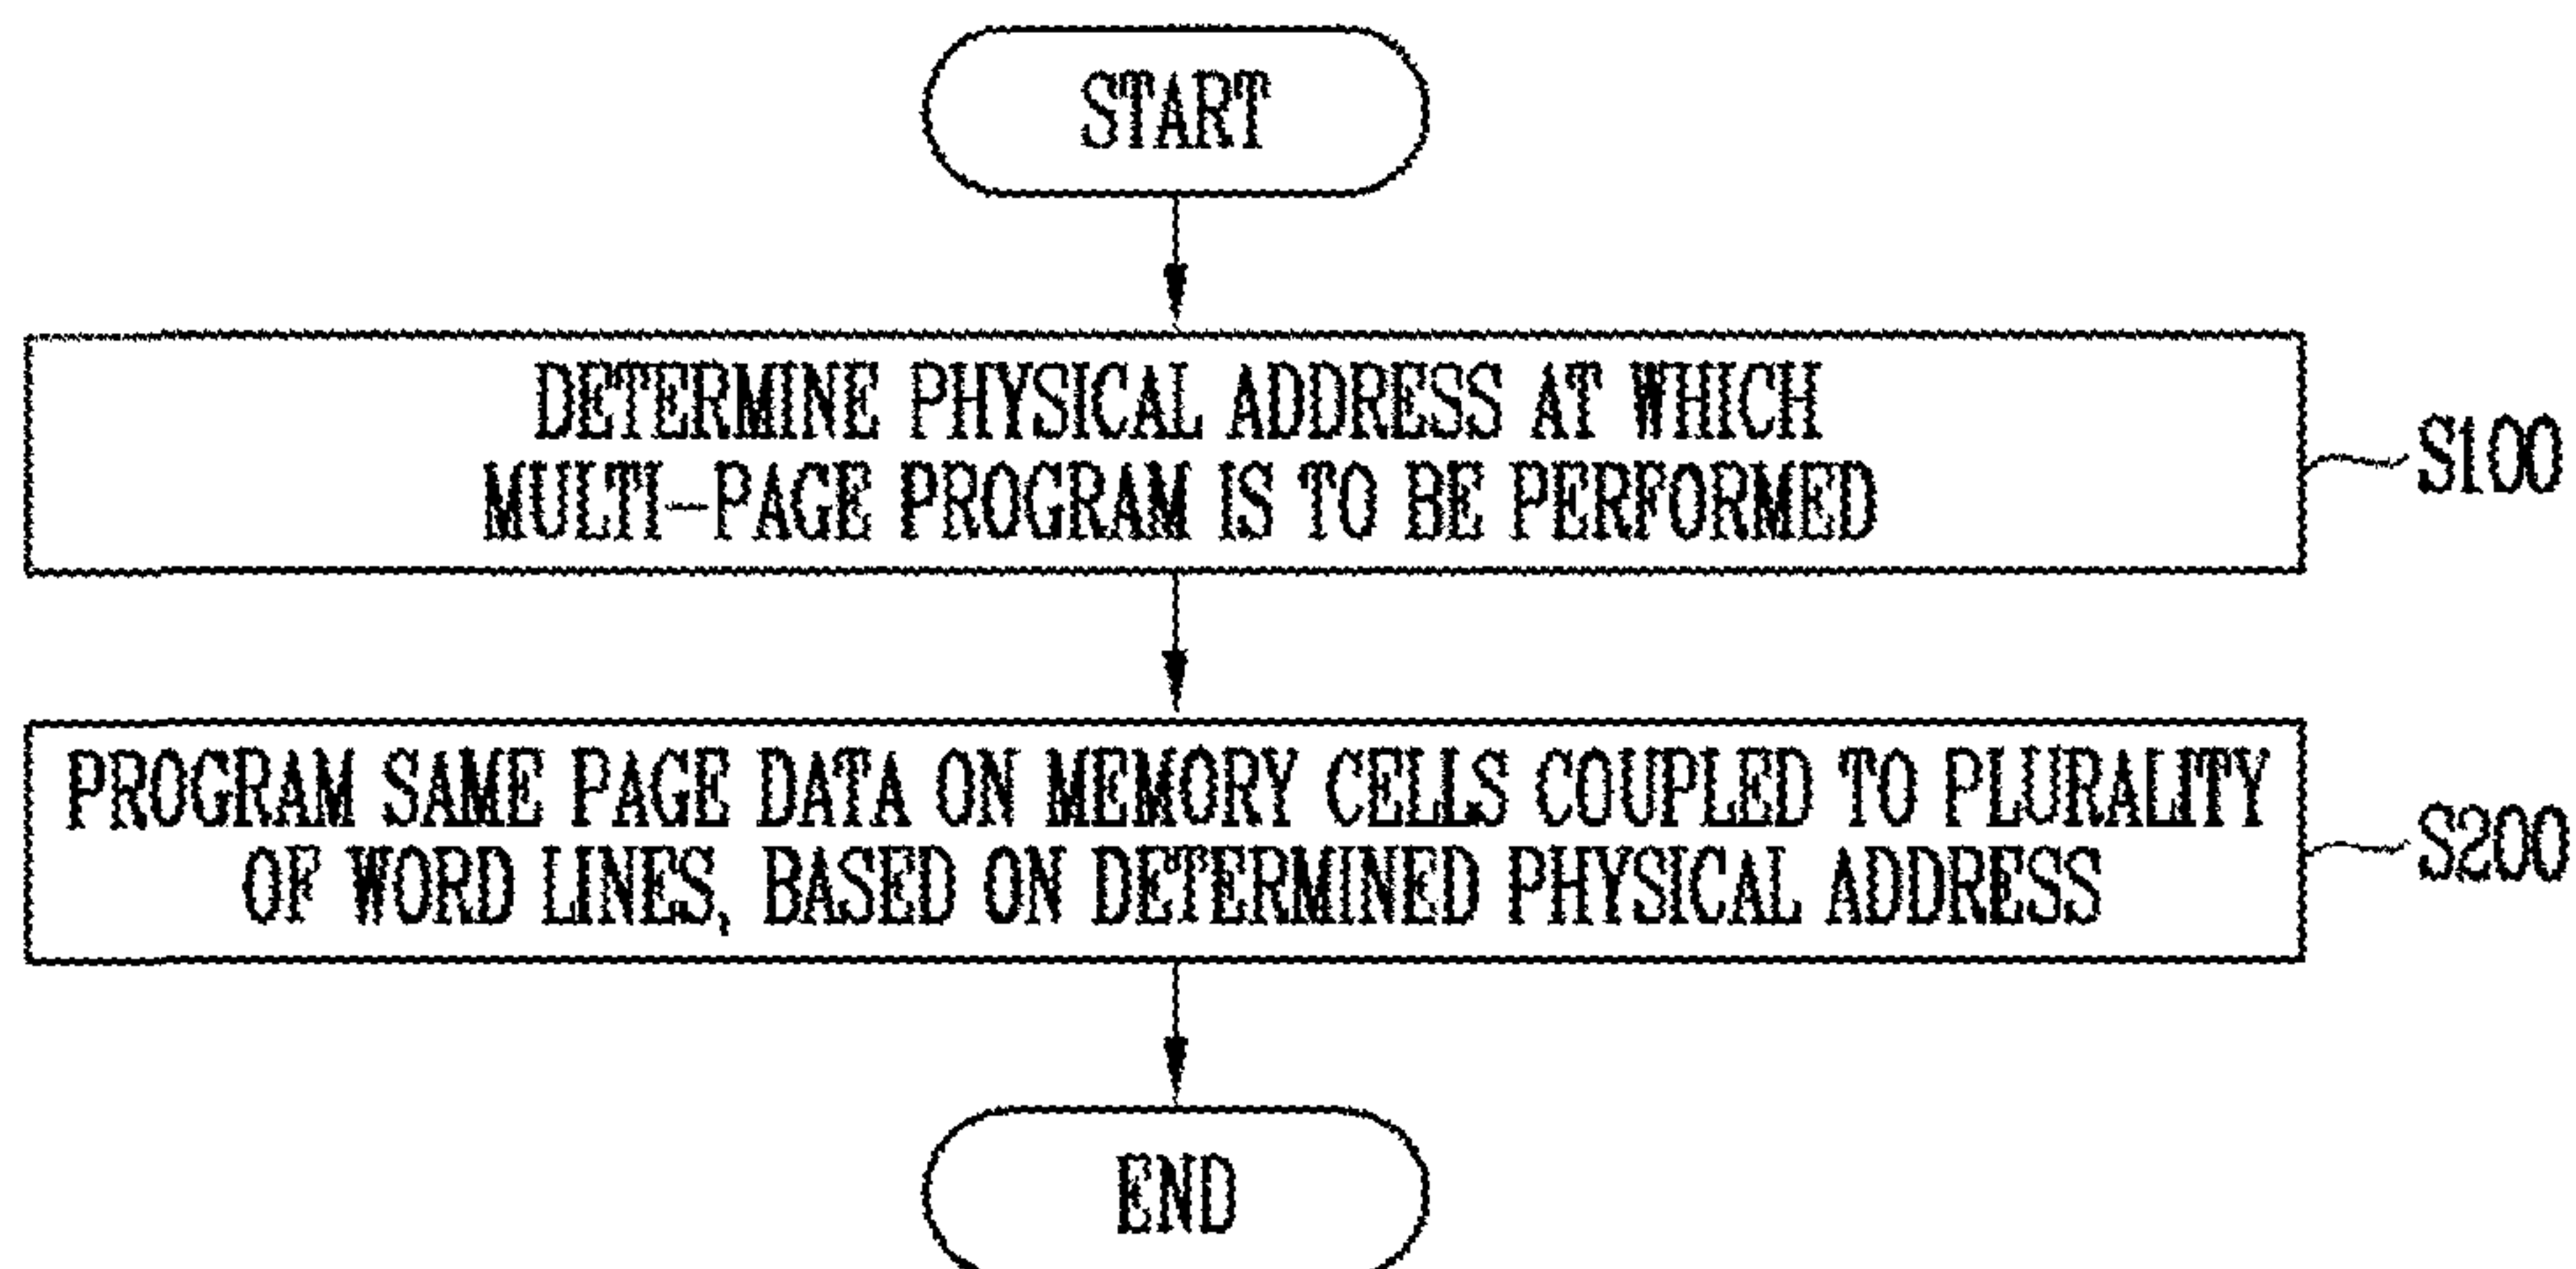 START
DETERMINE PHYSICAL ADDRESS AT WHICH
MULTI-PAGE PROGRAM IS TO BE PERFORMED
S100
PROGRAM SAME PAGE DATA ON MEMORY CELLS COUPLED TO PLURALITY
OF WORD LINES, BASED ON DETERMINED PHYSICAL ADDRESS
S200
END